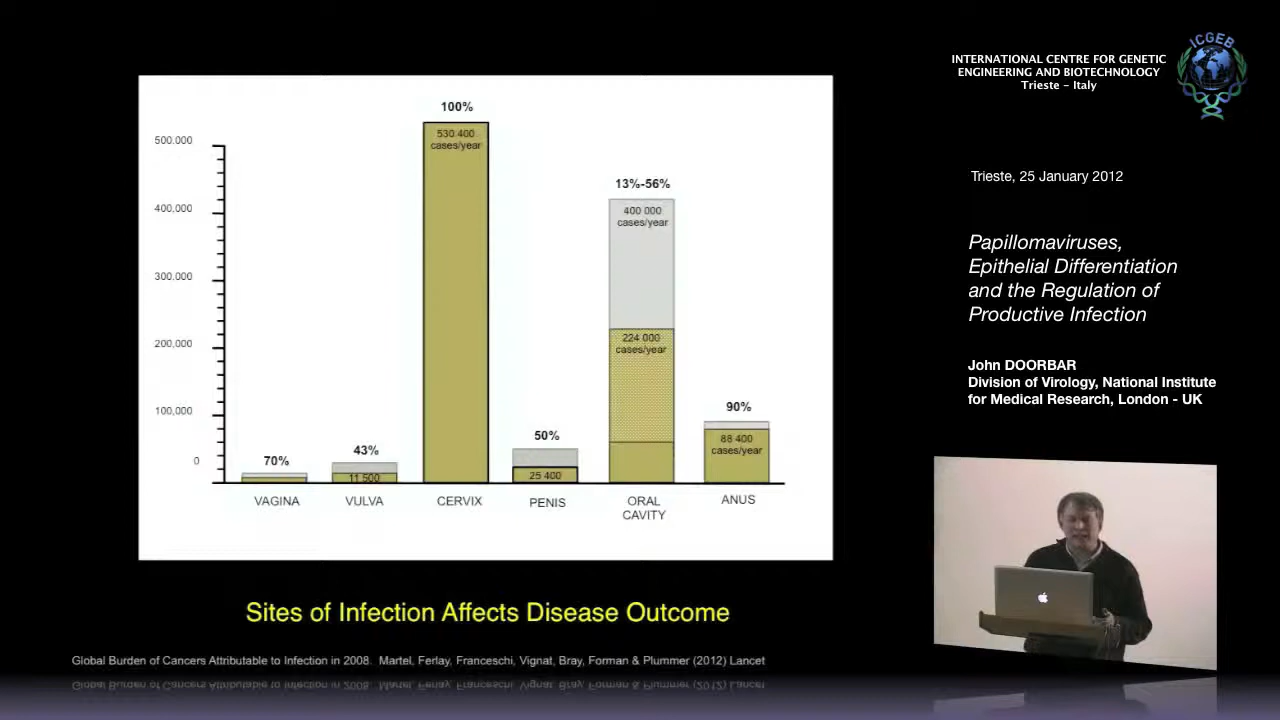 ICGEB
INTERNATIONAL CENTRE FOR GENETIC
ENGINEERING AND BIOTECHNOLOGY
Trieste - Italy
Trieste, 25 January 2012
Papillomaviruses,
Epithelial Differentiation
and the Regulation of
Productive Infection
John DOORBAR
Division of Virology, National Institute
for Medical Research, London - UK
100%
530 400
cases/year
500.000
13%-56%
400 000
cases/year
400,000
300.000
224 000
cases/year
200,000
100,000
90%
88 400
cases/year
50%
25 400
43%
11 500
70%
0
VAGINA
VULVA
CERVIX
PENIS
ORAL
CAVITY
ANUS
Sites of Infection Affects Disease Outcome
Global Burden of Cancers Attributable to Infection in 2008. Martel, Ferlay, Franceschi, Vignat, Bray, Forman & Plummer (2012) Lancet